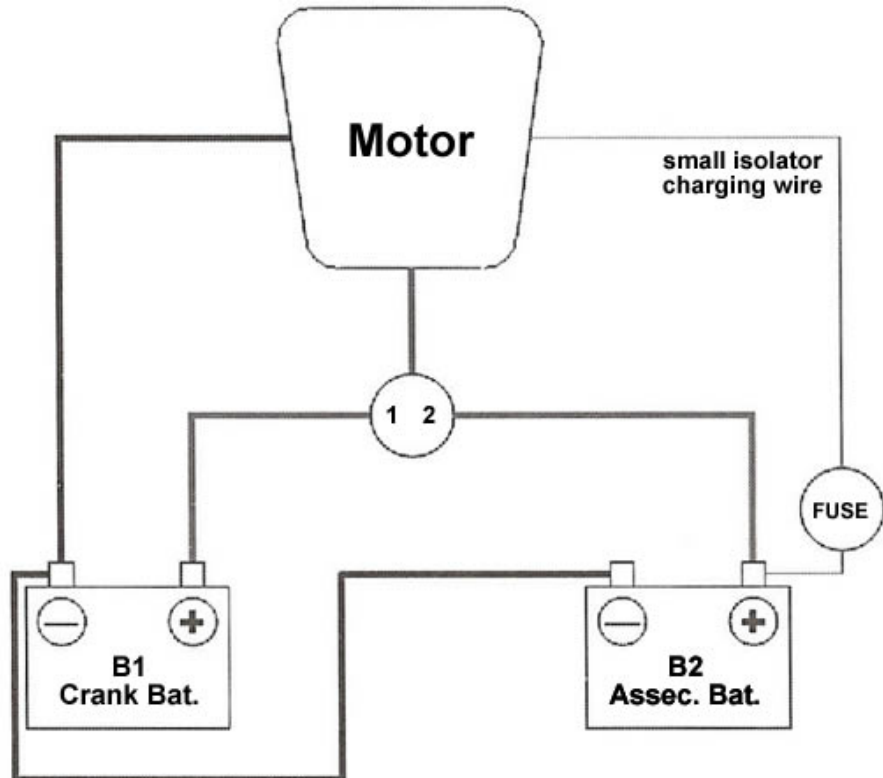 Motor
small isolator
charging wire
1 2
FUSE
B1
Crank Bat.
B2
Assec. Bat.